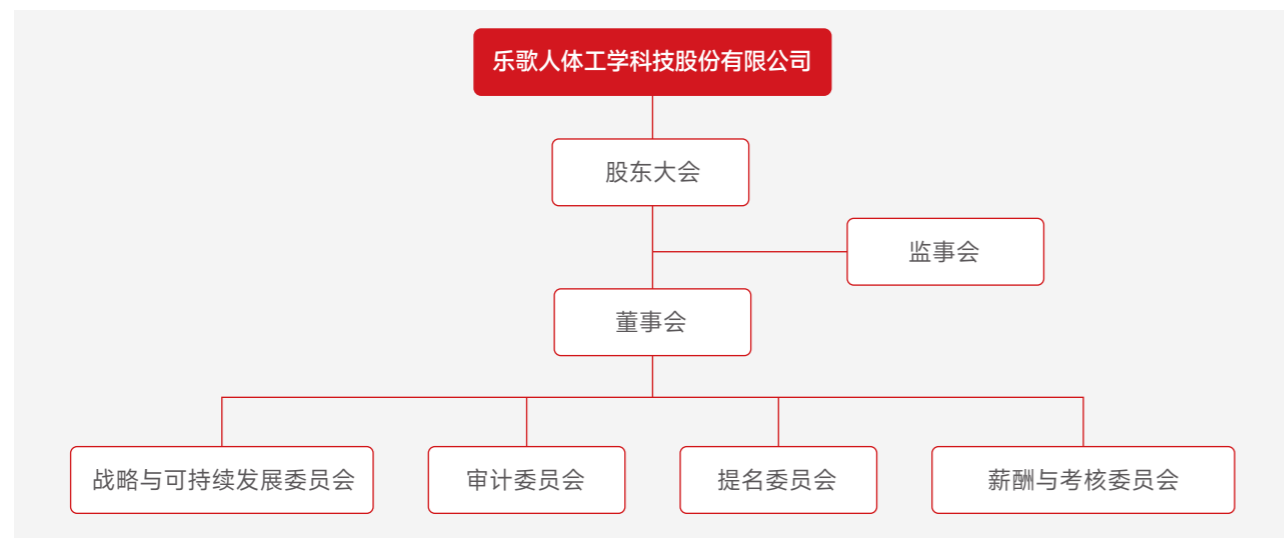 乐歌人体工学科技股份有限公司
股东大会
监事会
董事会
战略与可持续发展委员会
审计委员会
提名委员会
薪酬与考核委员会